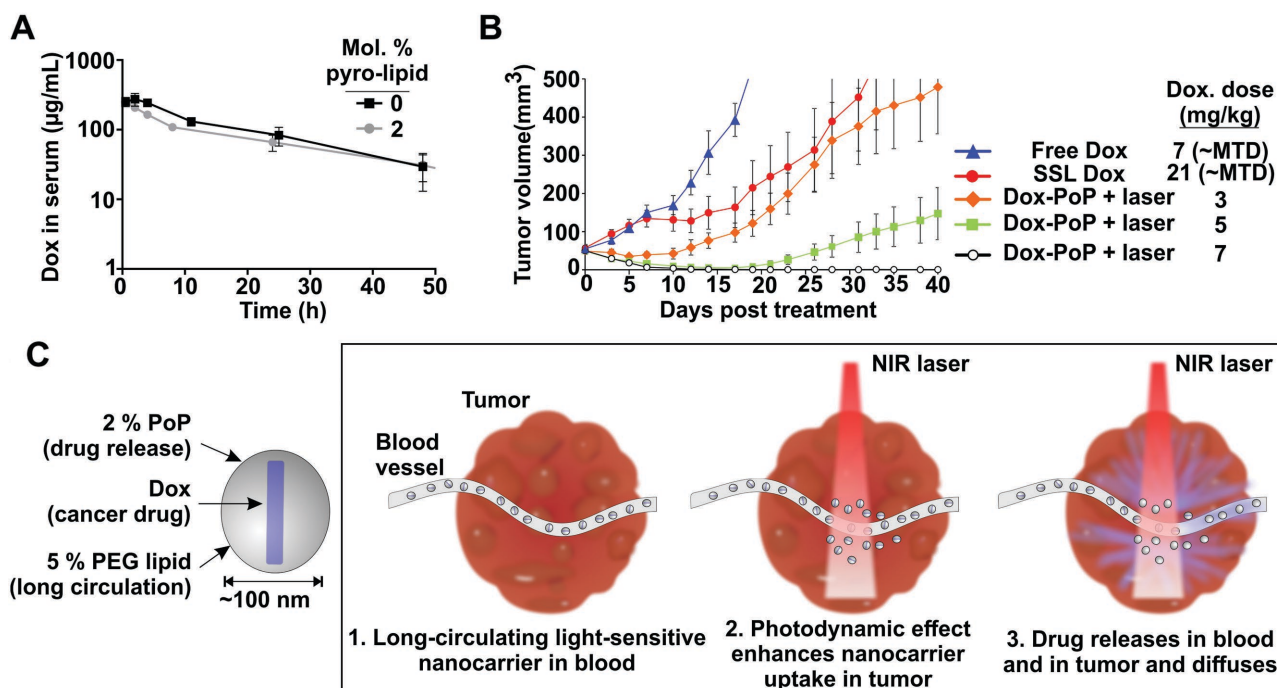 A
Dox in serum (µg/mL)
1000
100
10
1
0
10
20
30
40
50
Time (h)
Mol. %
pyro-lipid
0
2
B
Tumor volume(mm³)
500
400
300
200
100
0
0
5
10
15
21
26
31
35
40
Days post treatment
Dox. dose
(mg/kg)
Free Dox 7 (~MTD)
SSL Dox 21 (~MTD)
Dox-PoP + laser 3
Dox-PoP + laser 5
Dox-PoP + laser 7
C
2 % PoP
(drug release)
Dox
(cancer drug)
5 % PEG lipid
(long circulation)
~100 nm
Tumor
Blood
vessel
1. Long-circulating light-sensitive
nanocarrier in blood
NIR laser
2. Photodynamic effect
enhances nanocarrier
uptake in tumor
NIR laser
3. Drug releases in blood
and in tumor and diffuses